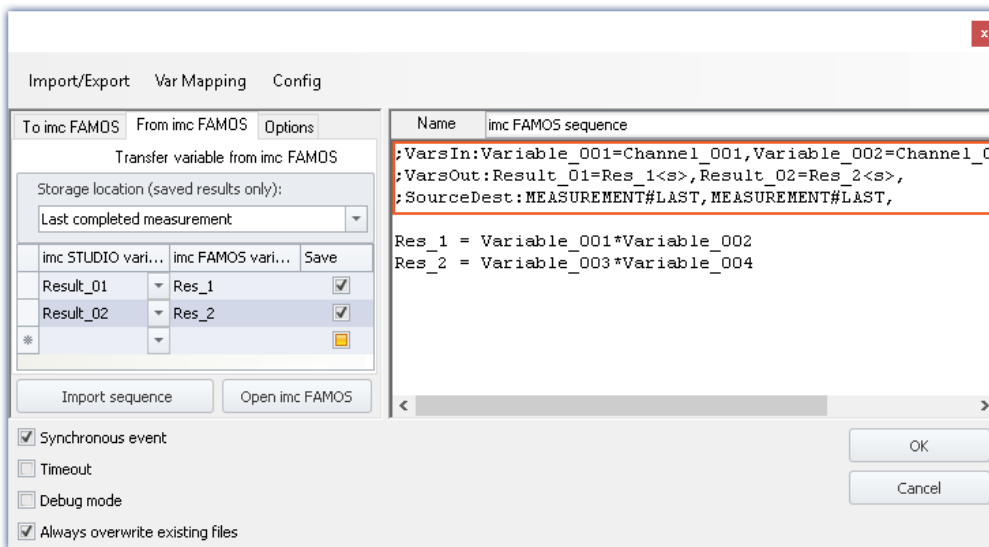 x
Import/Export Var Mapping Config
To imc FAMOS From imc FAMOS Options
Transfer variable from imc FAMOS
Storage location (saved results only):
Last completed measurement
imc STUDIO vari... imc FAMOS vari... Save
Result_01 Res_1
Result_02 Res_2
Import sequence Open imc FAMOS
Name imc FAMOS sequence
;VarsIn:Variable_001=Channel_001,Variable_002=Channel_0
;VarsOut:Result_01=Res_1<s>,Result_02=Res_2<s>,
;SourceDest:MEASUREMENT#LAST,MEASUREMENT#LAST,
Res_1 = Variable_001*Variable_002
Res_2 = Variable_003*Variable_004
Synchronous event
Timeout
Debug mode
Always overwrite existing files
OK
Cancel